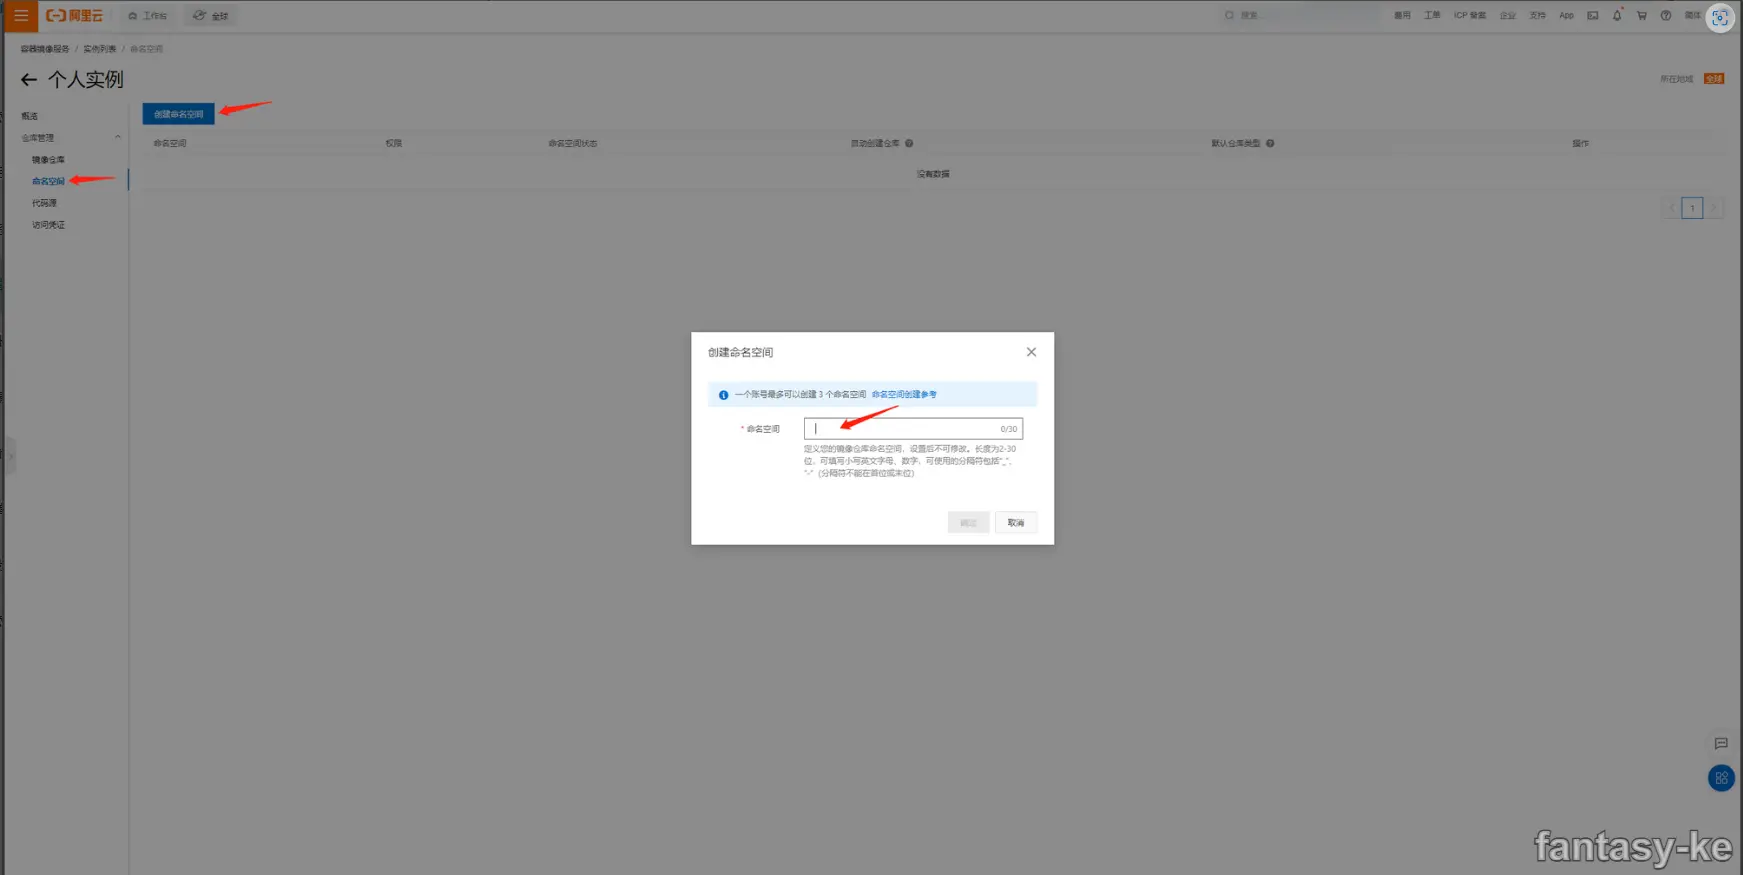 阿里云 工作台 全球 搜索... 费用 工单 ICP 备案 企业 支持 App 简体
容器镜像服务 / 实例列表 / 命名空间
个人实例
所在地域 全球
概览
仓库管理
镜像仓库
命名空间
代码源
访问凭证
创建命名空间
命名空间 权限 命名空间状态 自动创建仓库 默认仓库类型 操作
没有数据
1
创建命名空间
一个账号最多可以创建 3 个命名空间 命名空间创建参考
* 命名空间 0/30
定义您的镜像仓库命名空间，设置后不可修改。长度为2-30
位，可填写小写英文字母、数字，可使用的分隔符包括"_"、
"-"（分隔符不能在首位或末位）
确定 取消
fantasy-ke